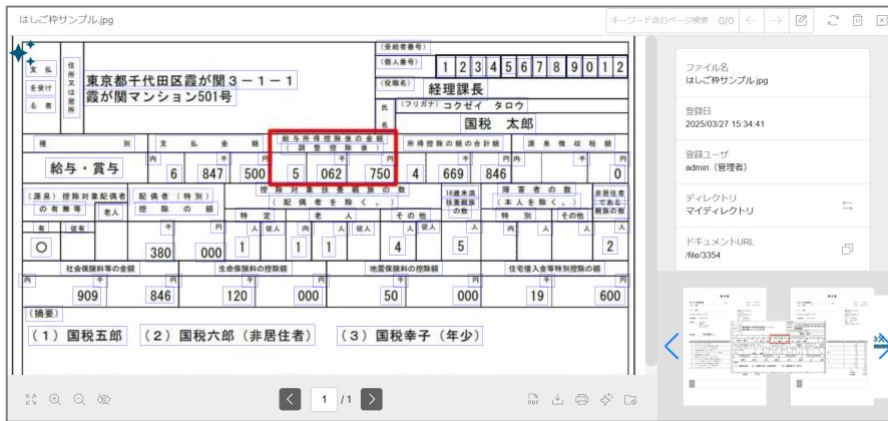 はしご枠サンプル.jpg
キーワード含むページ検索 0/0
(受給者番号)
(個人番号) 1 2 3 4 5 6 7 8 9 0 1 2
(役職名) 経理課長
支払を受ける者
住所又は居所
東京都千代田区霞が関3－1－1
霞が関マンション501号
氏名
(フリガナ) コクゼイ タロウ
国税 太郎
種別 支払金額 給与所得控除後の金額(調整控除後) 所得控除の額の合計額 源泉徴収税額
給与・賞与 内 6 千 847 円 500 5 千 062 円 750 4 千 669 円 846 内 千 円 0
(源泉)控除対象配偶者の有無等 老人 配偶者(特別)控除の額 控除対象扶養親族の数(配偶者を除く。) 16歳未満扶養親族の数 障害者の数(本人を除く。) 非居住者である親族の数
有 従有 特定 老人 その他 特別 その他
千 円 人 従人 内 人 従人 人 従人 人 内 人 人 人
○ 380 000 1 1 1 4 5 2
社会保険料等の金額 生命保険料の控除額 地震保険料の控除額 住宅借入金等特別控除の額
内 千 円 千 円 千 円 千 円
909 846 120 000 50 000 19 600
(摘要)
(1) 国税五郎 (2) 国税六郎(非居住者) (3) 国税幸子(年少)
1 /1
PDF
ファイル名
はしご枠サンプル.jpg
登録日
2025/03/27 15:34:41
登録ユーザ
admin（管理者）
ディレクトリ
マイディレクトリ
ドキュメントURL
/file/3354